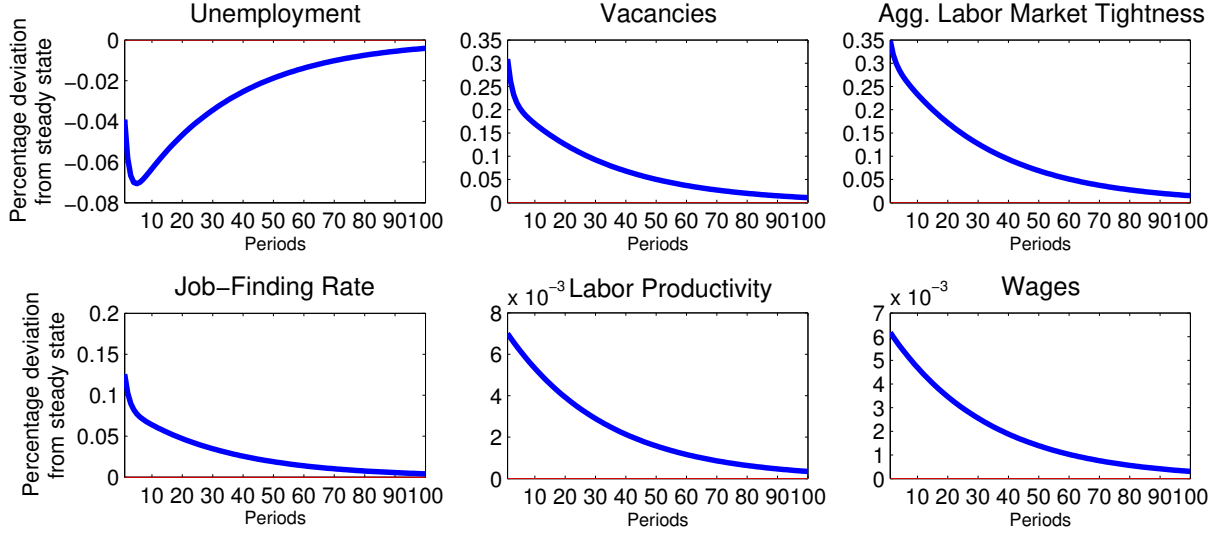 Unemployment
Percentage deviation
from steady state
0
−0.02
−0.04
−0.06
−0.08
10 20 30 40 50 60 70 80 90100
Periods
Vacancies
0.35
0.3
0.25
0.2
0.15
0.1
0.05
0
10 20 30 40 50 60 70 80 90100
Periods
Agg. Labor Market Tightness
0.35
0.3
0.25
0.2
0.15
0.1
0.05
0
10 20 30 40 50 60 70 80 90100
Periods
Job−Finding Rate
Percentage deviation
from steady state
0.2
0.15
0.1
0.05
0
10 20 30 40 50 60 70 80 90100
Periods
x 10⁻³ Labor Productivity
8
6
4
2
0
10 20 30 40 50 60 70 80 90100
Periods
x 10⁻³ Wages
7
6
5
4
3
2
1
0
10 20 30 40 50 60 70 80 90100
Periods